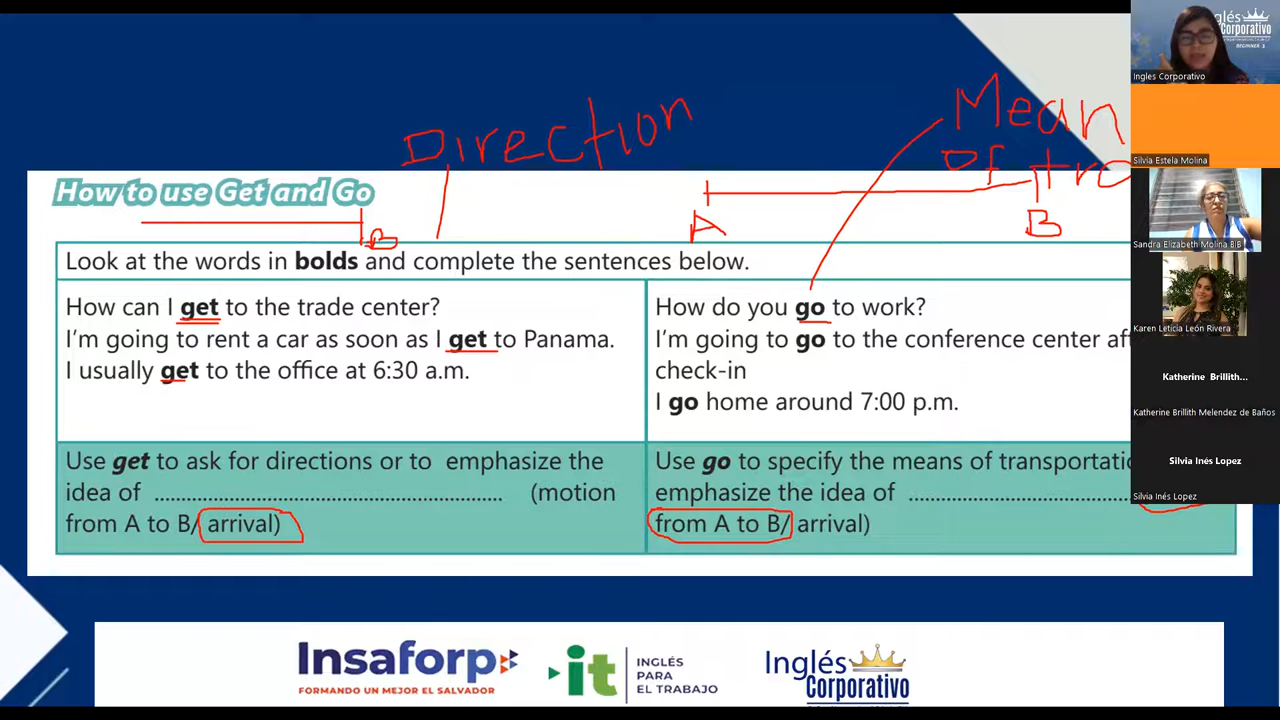 glés
Corporativo
BEGINNER 3
Ingles Corporativo
Silvia Estela Molina
Sandra Elizabeth Molina BIB
Karen Leticia León Rivera
Katherine Brillith...
Katherine Brillith Melendez de Baños
Silvia Inés Lopez
Silvia Inés Lopez
Direction
Mean
of tra
How to use Get and Go
B
A
B
Look at the words in bolds and complete the sentences below.
How can I get to the trade center?
I'm going to rent a car as soon as I get to Panama.
I usually get to the office at 6:30 a.m.
How do you go to work?
I'm going to go to the conference center aft
check-in
I go home around 7:00 p.m.
Use get to ask for directions or to emphasize the
idea of ........................................................ (motion
from A to B/ arrival)
Use go to specify the means of transportatio
emphasize the idea of ....................................
from A to B/ arrival)
Insaforp
FORMANDO UN MEJOR EL SALVADOR
it
INGLÉS
PARA
EL TRABAJO
Inglés
Corporativo